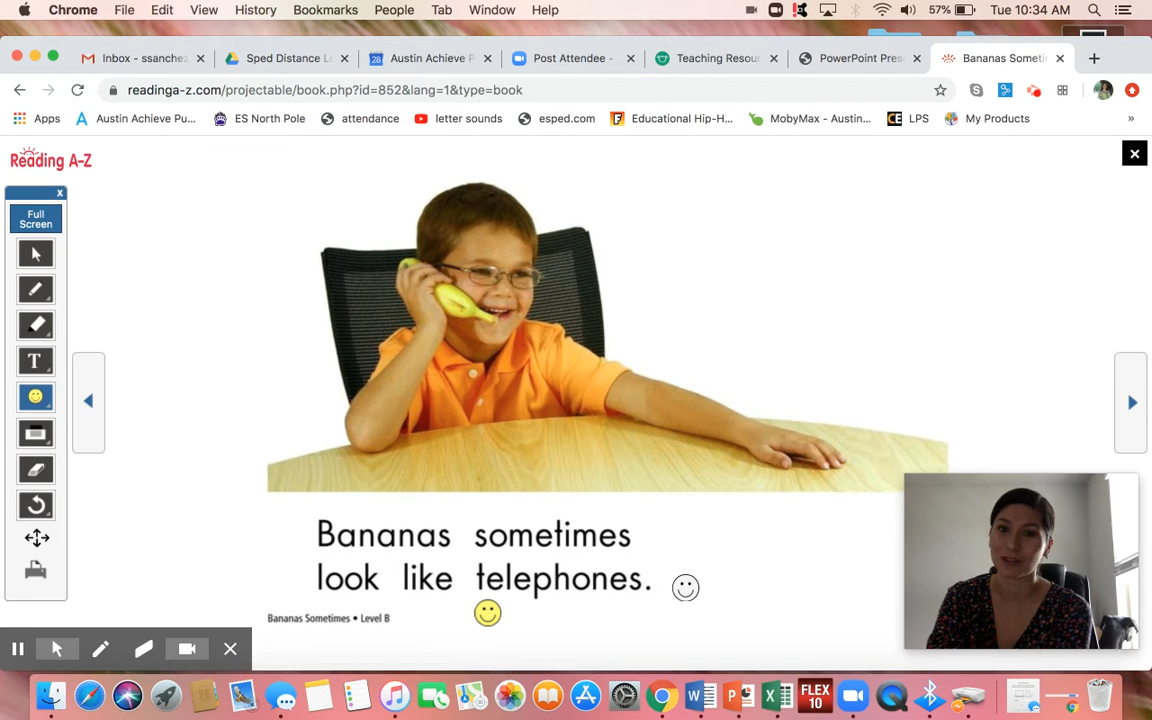 Chrome File Edit View History Bookmarks People Tab Window Help 57% Tue 10:34 AM
Inbox - ssanchez Sped Distance Le Austin Achieve P Post Attendee - Teaching Resour PowerPoint Pres Bananas Someti
readinga-z.com/projectable/book.php?id=852&lang=1&type=book
Apps Austin Achieve Pu... ES North Pole attendance letter sounds esped.com Educational Hip-H... MobyMax - Austin... LPS My Products »
Reading A-Z
x
Full
Screen
T
Bananas sometimes
look like telephones.
Bananas Sometimes • Level B
FLEX
10